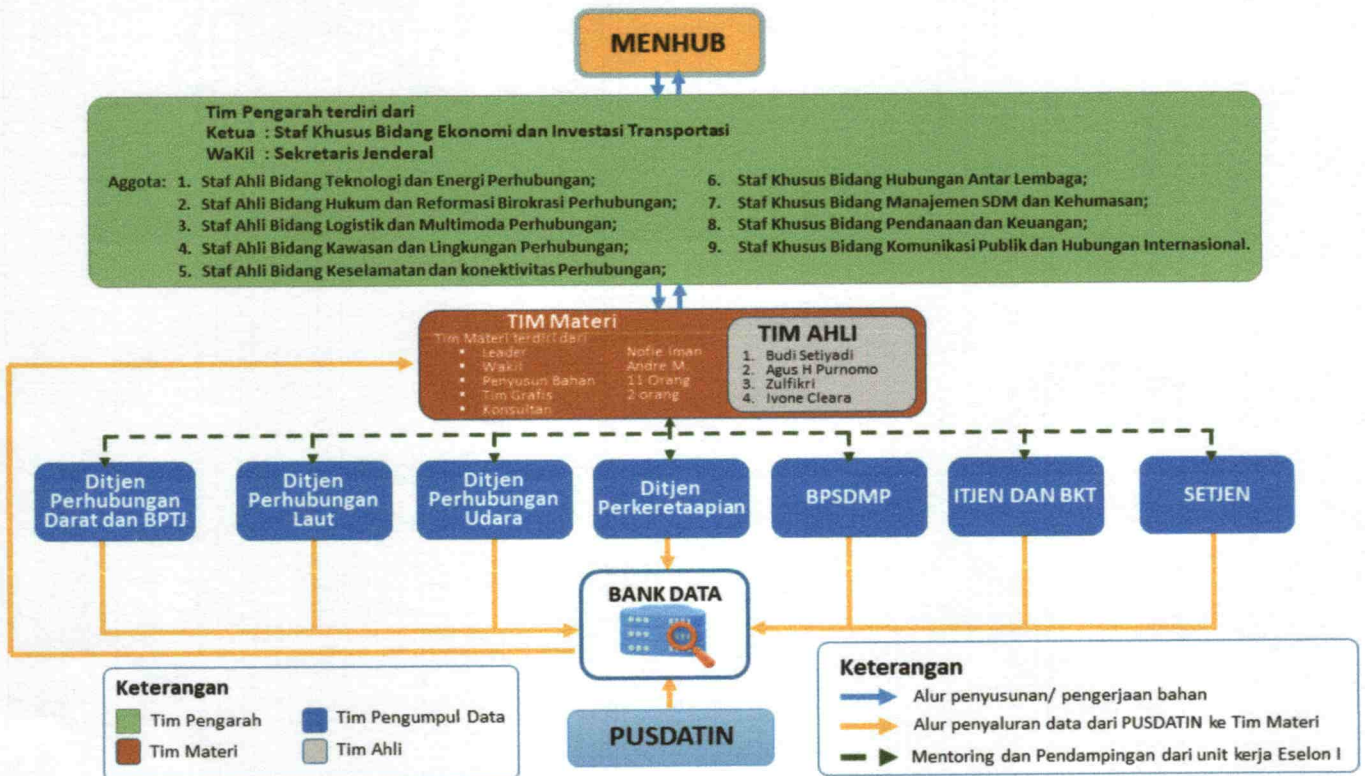 MENHUB
Tim Pengarah terdiri dari
Ketua : Staf Khusus Bidang Ekonomi dan Investasi Transportasi
WaKil : Sekretaris Jenderal
Aggota: 1. Staf Ahli Bidang Teknologi dan Energi Perhubungan;
2. Staf Ahli Bidang Hukum dan Reformasi Birokrasi Perhubungan;
3. Staf Ahli Bidang Logistik dan Multimoda Perhubungan;
4. Staf Ahli Bidang Kawasan dan Lingkungan Perhubungan;
5. Staf Ahli Bidang Keselamatan dan konektivitas Perhubungan;
6. Staf Khusus Bidang Hubungan Antar Lembaga;
7. Staf Khusus Bidang Manajemen SDM dan Kehumasan;
8. Staf Khusus Bidang Pendanaan dan Keuangan;
9. Staf Khusus Bidang Komunikasi Publik dan Hubungan Internasional.
TIM Materi
Tim Materi terdiri dari
▪ Leader Nofie Iman
▪ Wakil Andre M.
▪ Penyusun Bahan 11 Orang
▪ Tim Grafis 2 orang
▪ Konsultan
TIM AHLI
1. Budi Setiyadi
2. Agus H Purnomo
3. Zulfikri
4. Ivone Cleara
Ditjen
Perhubungan
Darat dan BPTJ
Ditjen
Perhubungan
Laut
Ditjen
Perhubungan
Udara
Ditjen
Perkeretaapian
BPSDMP
ITJEN DAN BKT
SETJEN
BANK DATA
PUSDATIN
Keterangan
Tim Pengarah
Tim Pengumpul Data
Tim Materi
Tim Ahli
Keterangan
Alur penyusunan/ pengerjaan bahan
Alur penyaluran data dari PUSDATIN ke Tim Materi
Mentoring dan Pendampingan dari unit kerja Eselon I